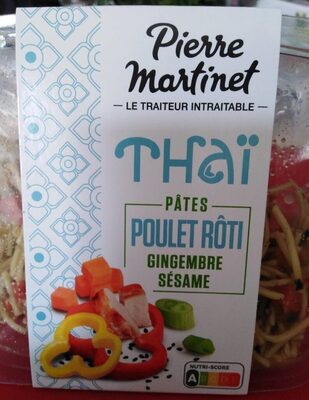 Pierre
Martinet
LE TRAITEUR INTRAITABLE
THAÏ
PÂTES
POULET RÔTI
GINGEMBRE
SÉSAME
NUTRI-SCORE
A